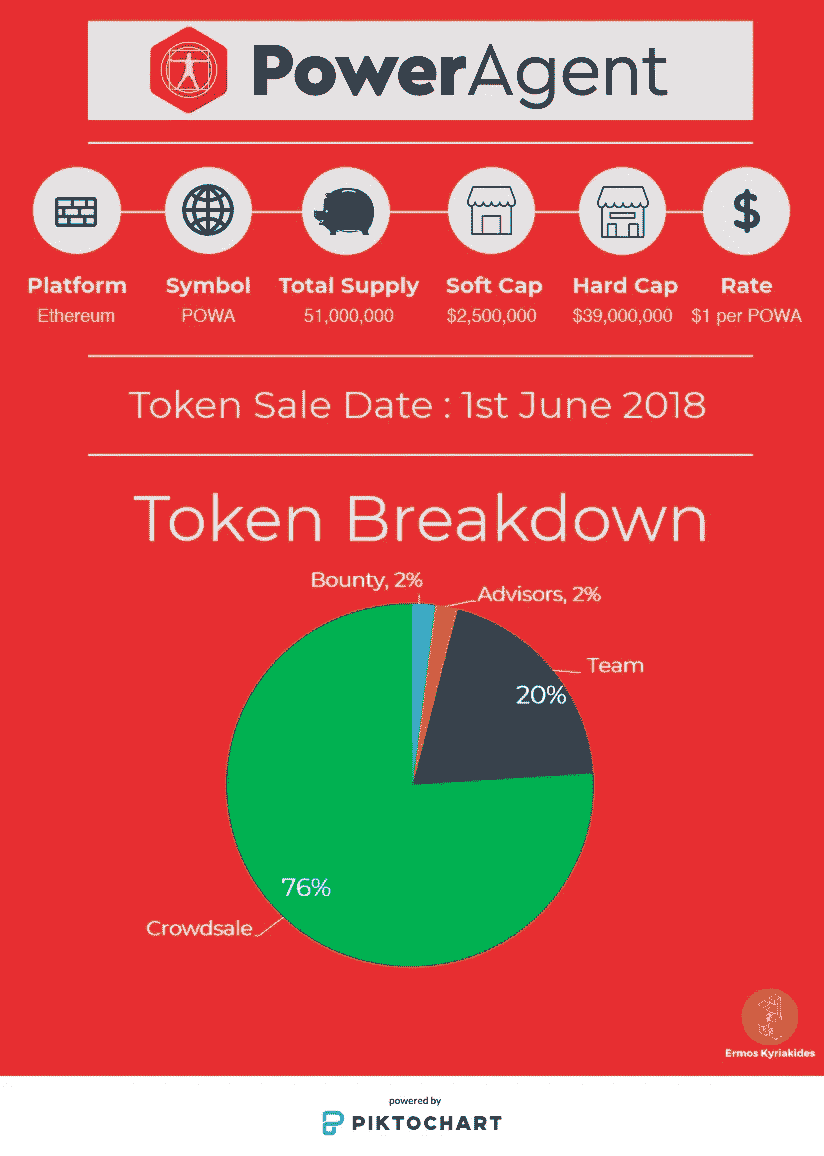 PowerAgent
Platform Symbol Total Supply Soft Cap Hard Cap Rate
Ethereum POWA 51,000,000 $2,500,000 $39,000,000 $1 per POWA
Token Sale Date : 1st June 2018
Token Breakdown
Bounty, 2%
Advisors, 2%
Team
20%
76%
Crowdsale
Ermos Kyriakides
powered by
PIKTOCHART